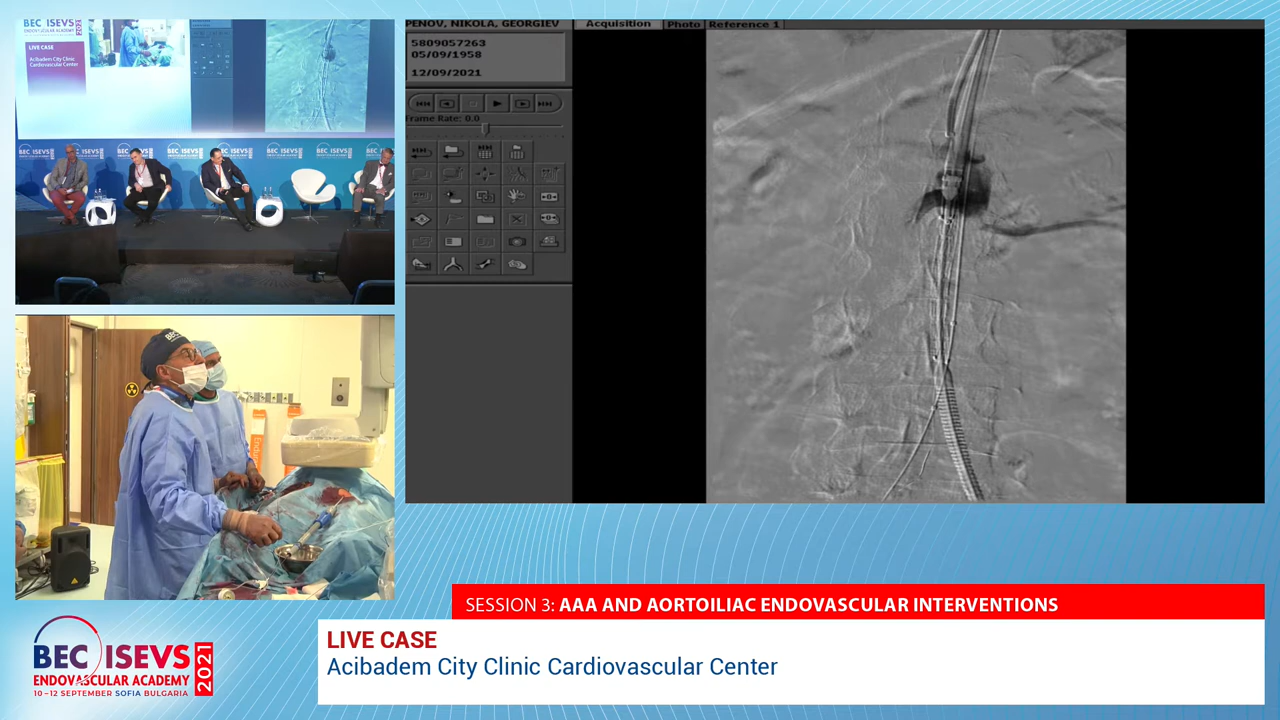 BEC ISEVS
ENDOVASCULAR ACADEMY
LIVE CASE
Acibadem City Clinic
Cardiovascular Center
PENOV, NIKOLA, GEORGIEV
5809057263
05/09/1958
12/09/2021
Frame Rate: 0.0
Acquisition
Photo
Reference 1
SESSION 3: AAA AND AORTOILIAC ENDOVASCULAR INTERVENTIONS
LIVE CASE
Acibadem City Clinic Cardiovascular Center
BEC ISEVS 2021
ENDOVASCULAR ACADEMY
10-12 SEPTEMBER SOFIA BULGARIA